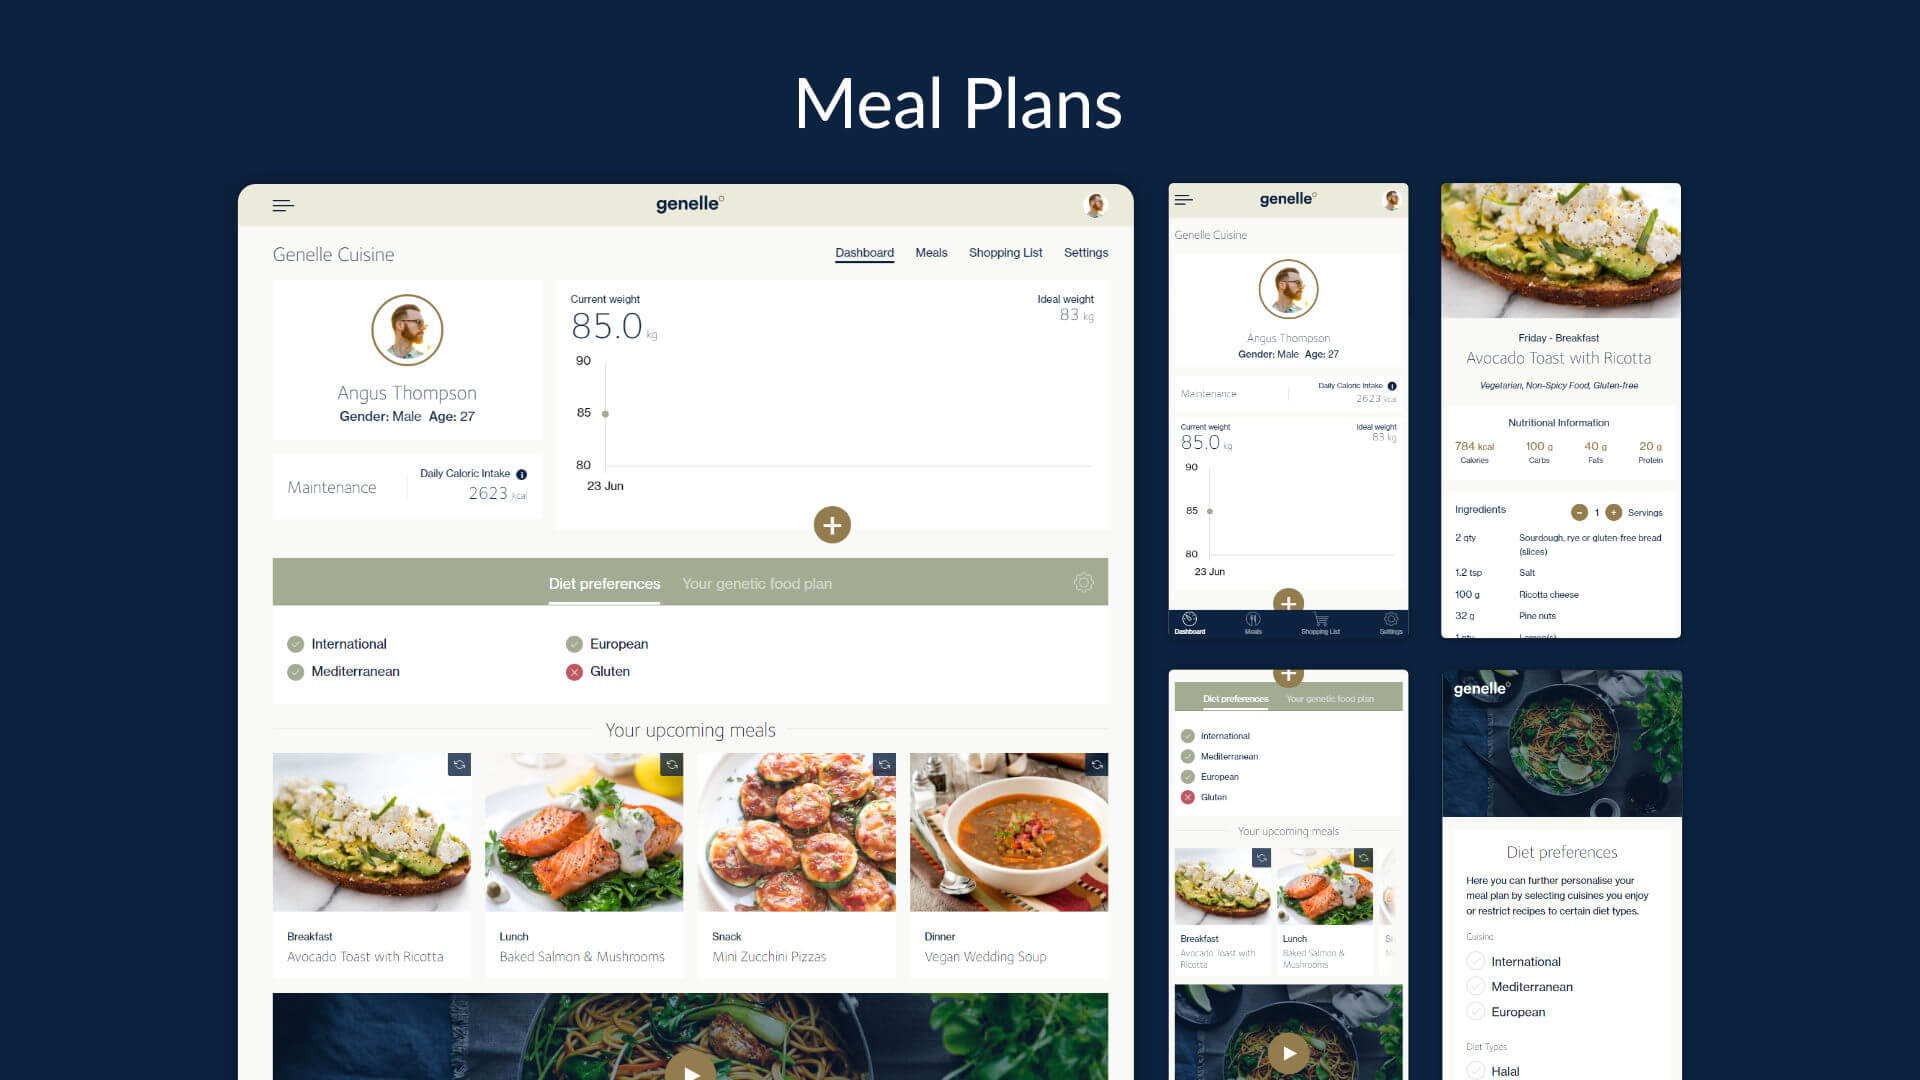 Meal Plans
genelle
Genelle Cuisine
Dashboard Meals Shopping List Settings
Angus Thompson
Gender: Male Age: 27
Maintenance
Daily Caloric Intake i
2623 kcal
Current weight
85.0 kg
Ideal weight
83 kg
90
85
80
23 Jun
Diet preferences Your genetic food plan
International
European
Mediterranean
Gluten
Your upcoming meals
Breakfast
Avocado Toast with Ricotta
Lunch
Baked Salmon & Mushrooms
Snack
Mini Zucchini Pizzas
Dinner
Vegan Wedding Soup
genelle
Genelle Cuisine
Angus Thompson
Gender: Male Age: 27
Maintenance
Daily Caloric Intake i
2623 kcal
Current weight
85.0 kg
Ideal weight
83 kg
90
85
80
23 Jun
Dashboard Meals Shopping List Settings
Friday - Breakfast
Avocado Toast with Ricotta
Vegetarian, Non-Spicy Food, Gluten-free
Nutritional Information
784 kcal 100 g 40 g 20 g
Calories Carbs Fats Protein
Ingredients
1 Servings
2 qty Sourdough, rye or gluten-free bread
(slices)
1.2 tsp Salt
100 g Ricotta cheese
32 g Pine nuts
1 qty Lemon(s)
Diet preferences Your genetic food plan
International
Mediterranean
European
Gluten
Your upcoming meals
Breakfast
Avocado Toast with
Ricotta
Lunch
Baked Salmon &
Mushrooms
genelle
Diet preferences
Here you can further personalise your
meal plan by selecting cuisines you enjoy
or restrict recipes to certain diet types.
Cuisine
International
Mediterranean
European
Diet Types
Halal